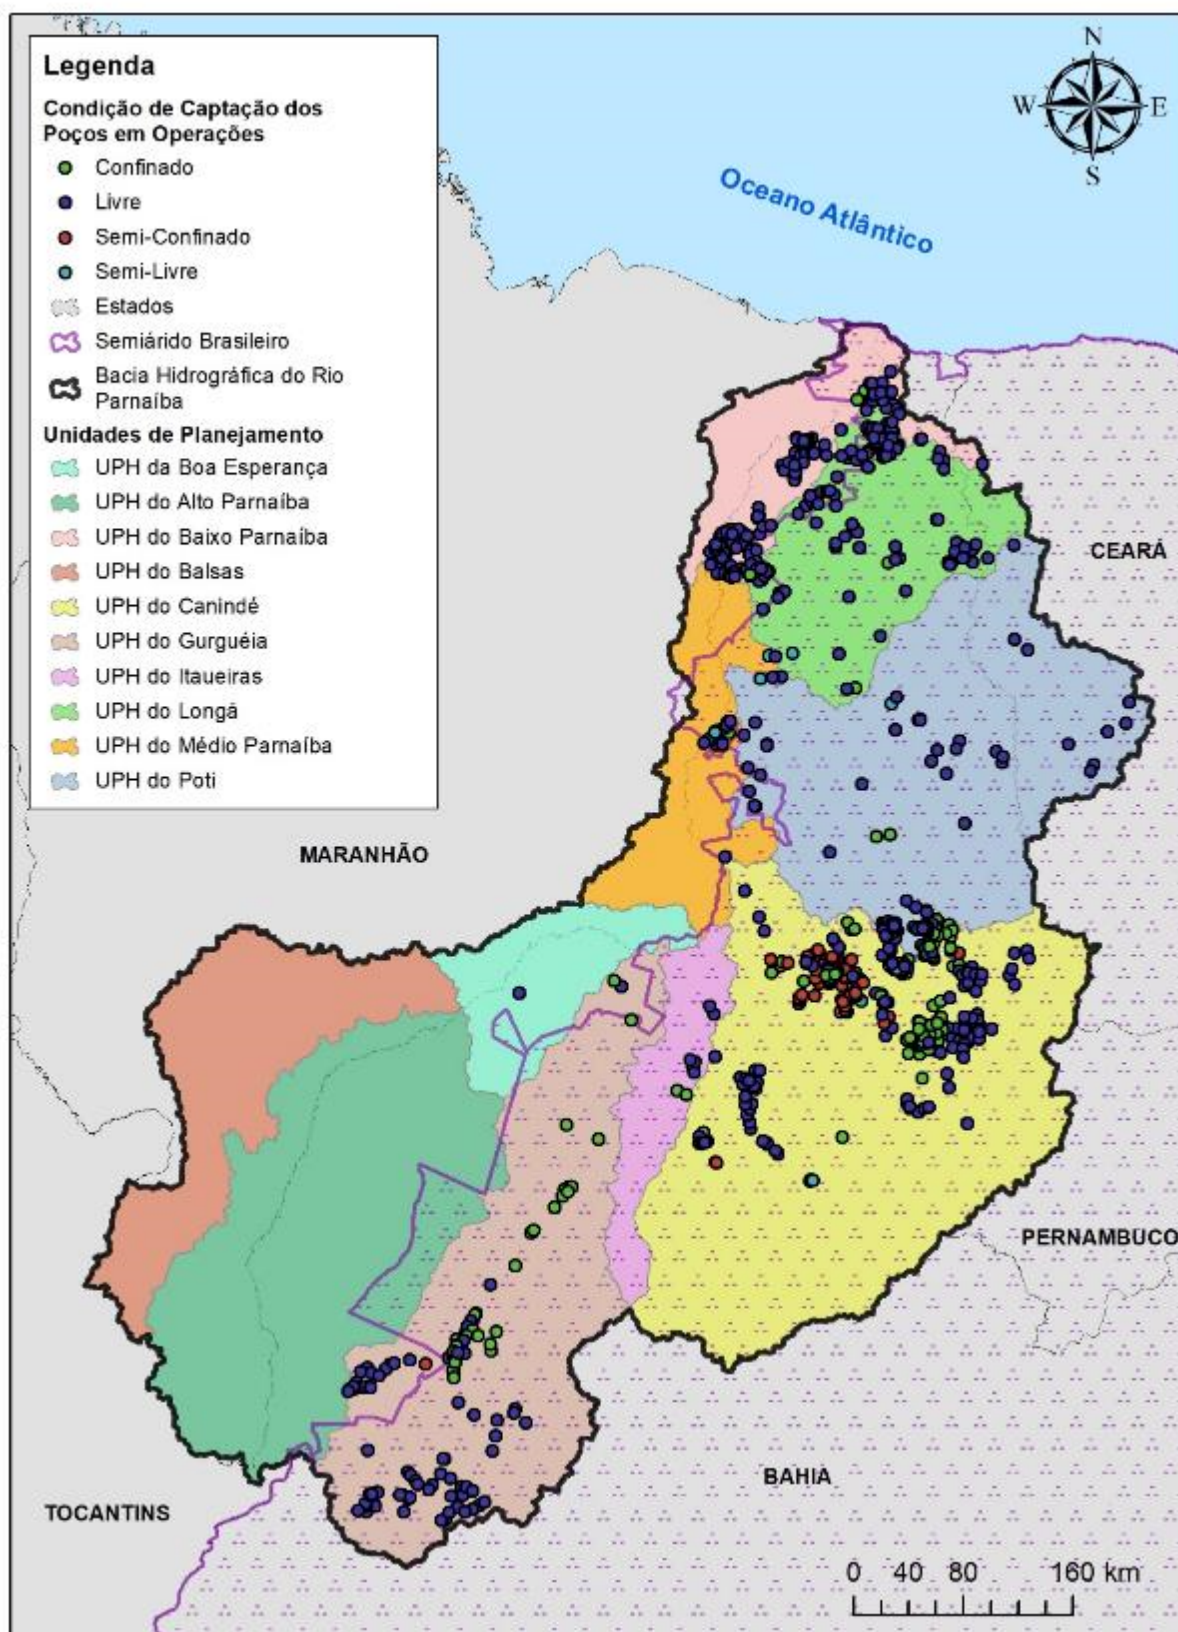 Legenda
Condição de Captação dos
Poços em Operações
Confinado
Livre
Semi-Confinado
Semi-Livre
Estados
Semiárido Brasileiro
Bacia Hidrográfica do Rio
Parnaíba
Unidades de Planejamento
UPH da Boa Esperança
UPH do Alto Parnaíba
UPH do Baixo Parnaíba
UPH do Balsas
UPH do Canindé
UPH do Gurguéia
UPH do Itaueiras
UPH do Longá
UPH do Médio Parnaíba
UPH do Poti
N
W E
S
Oceano Atlântico
CEARÁ
MARANHÃO
PERNAMBUCO
BAHIA
TOCANTINS
0 40 80 160 km